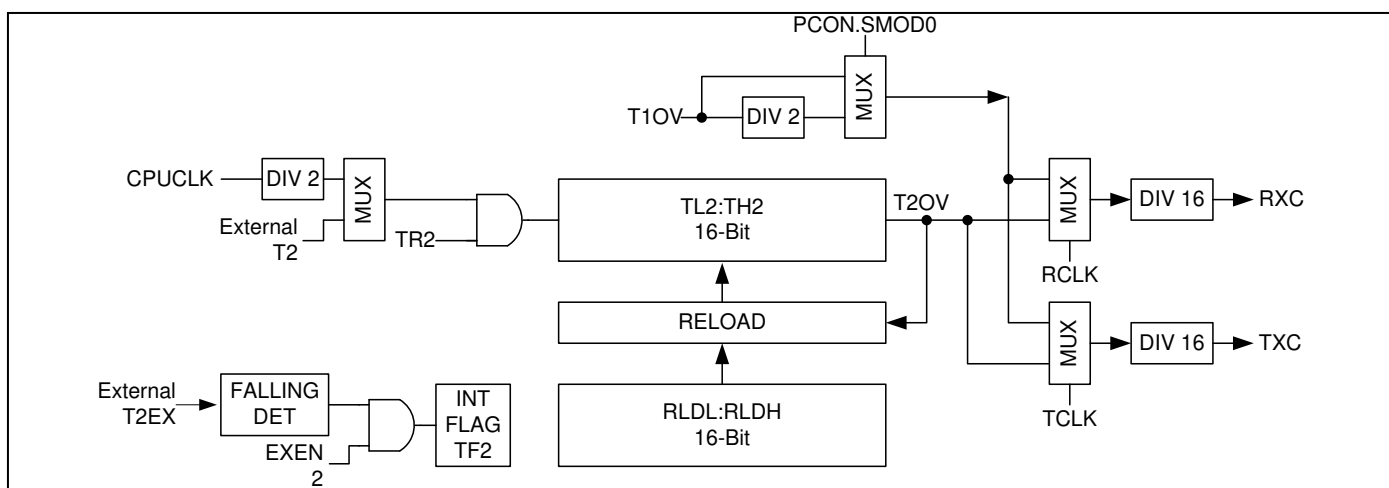 PCON.SMOD0
MUX
T1OV
DIV 2
CPUCLK
DIV 2
MUX
External
T2
TR2
TL2:TH2
16-Bit
T2OV
MUX
DIV 16
RXC
RCLK
RELOAD
MUX
DIV 16
TXC
TCLK
External
T2EX
FALLING
DET
EXEN
2
INT
FLAG
TF2
RLDL:RLDH
16-Bit